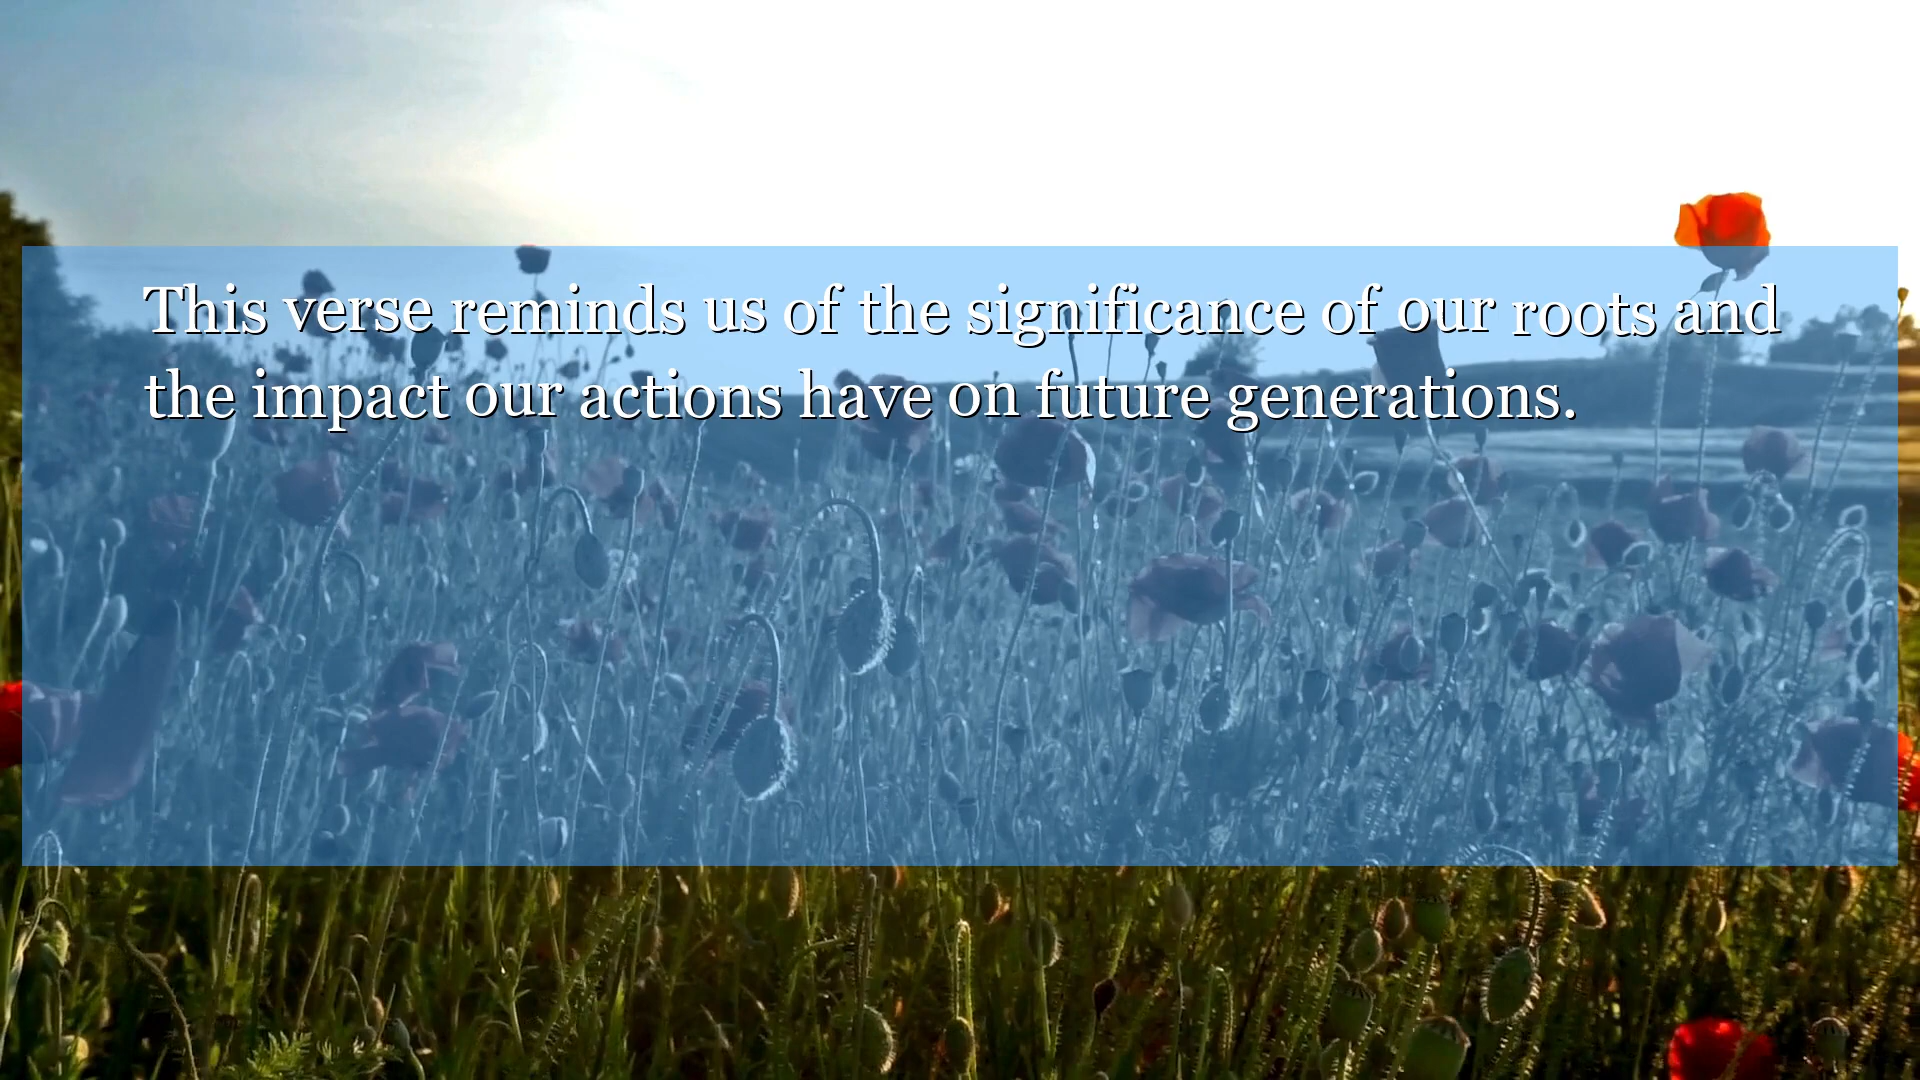 This verse reminds us of the significance of our roots and
the impact our actions have on future generations.